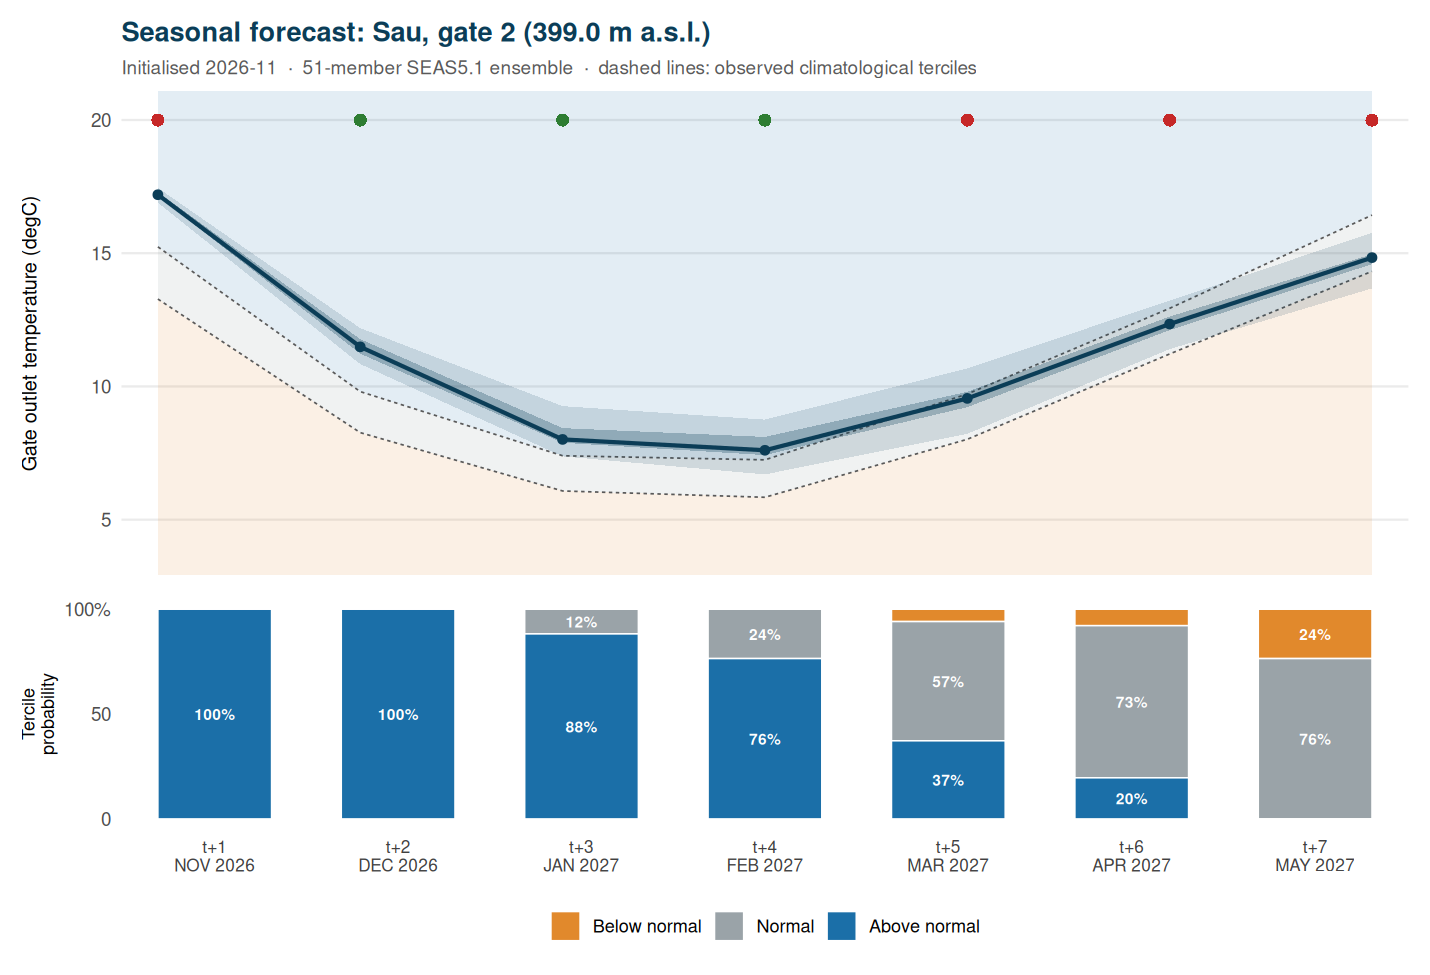 Seasonal forecast: Sau, gate 2 (399.0 m a.s.l.)
Initialised 2026-11 · 51-member SEAS5.1 ensemble · dashed lines: observed climatological terciles
Gate outlet temperature (degC)
20
15
10
5
Tercile
probability
100%
50
0
100%
100%
12%
88%
24%
76%
57%
37%
73%
20%
24%
76%
t+1
NOV 2026
t+2
DEC 2026
t+3
JAN 2027
t+4
FEB 2027
t+5
MAR 2027
t+6
APR 2027
t+7
MAY 2027
Below normal
Normal
Above normal